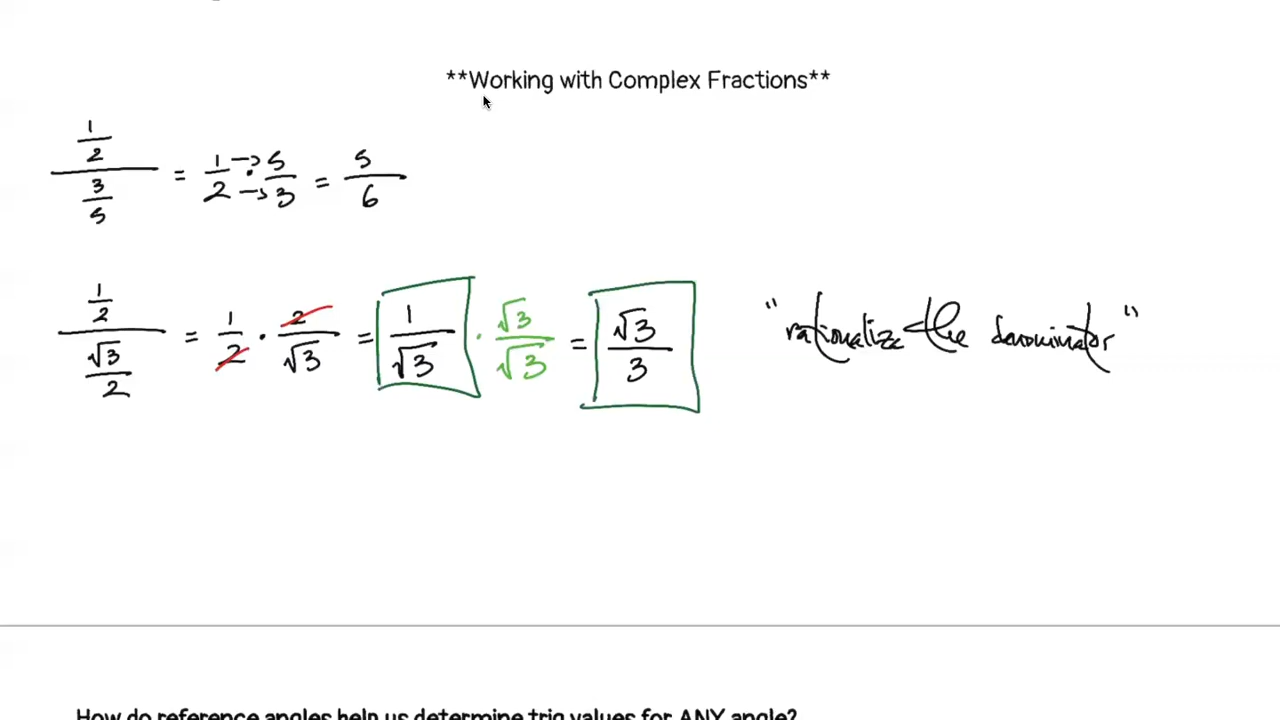 **Working with Complex Fractions**
(1/2)/(3/5) = 1/2 → · → 5/3 = 5/6
(1/2)/(√3/2) = 1/2 · 2/√3 = 1/√3 · √3/√3 = √3/3 "rationalize the denominator"
How do reference angles help us determine trig values for ANY angle?